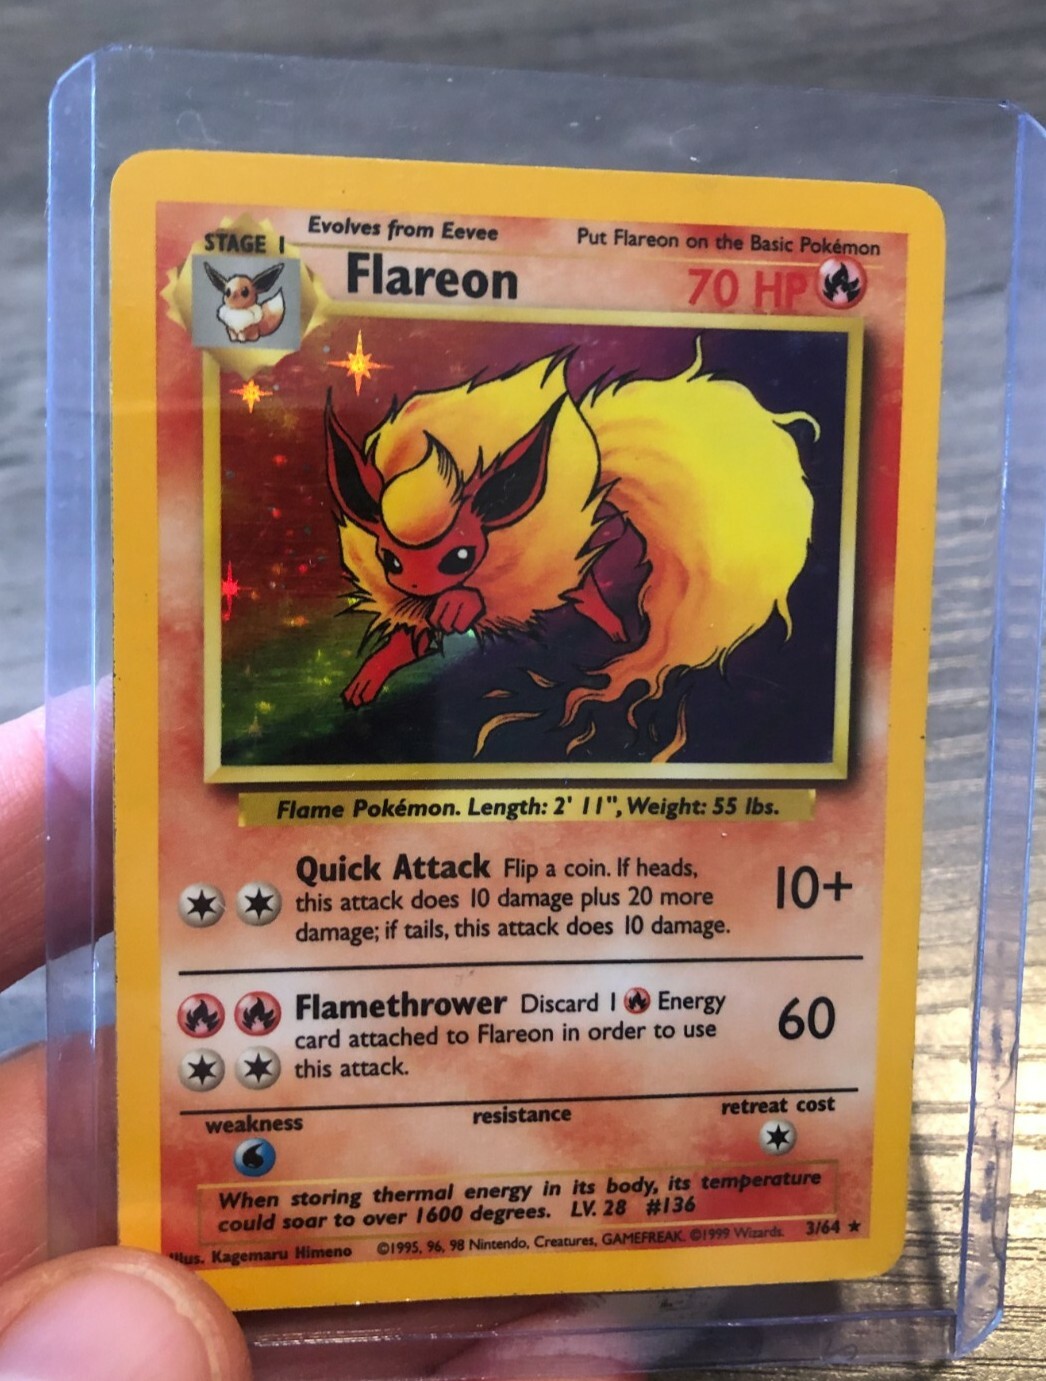 STAGE 1
Evolves from Eevee
Put Flareon on the Basic Pokémon
Flareon
70 HP
Flame Pokémon. Length: 2' 11", Weight: 55 lbs.
Quick Attack Flip a coin. If heads,
this attack does 10 damage plus 20 more
damage; if tails, this attack does 10 damage.
10+
Flamethrower Discard 1 Energy
card attached to Flareon in order to use
this attack.
60
weakness
resistance
retreat cost
When storing thermal energy in its body, its temperature
could soar to over 1600 degrees. LV. 28 #136
Illus. Kagemaru Himeno ©1995, 96, 98 Nintendo, Creatures, GAMEFREAK. ©1999 Wizards. 3/64 ★